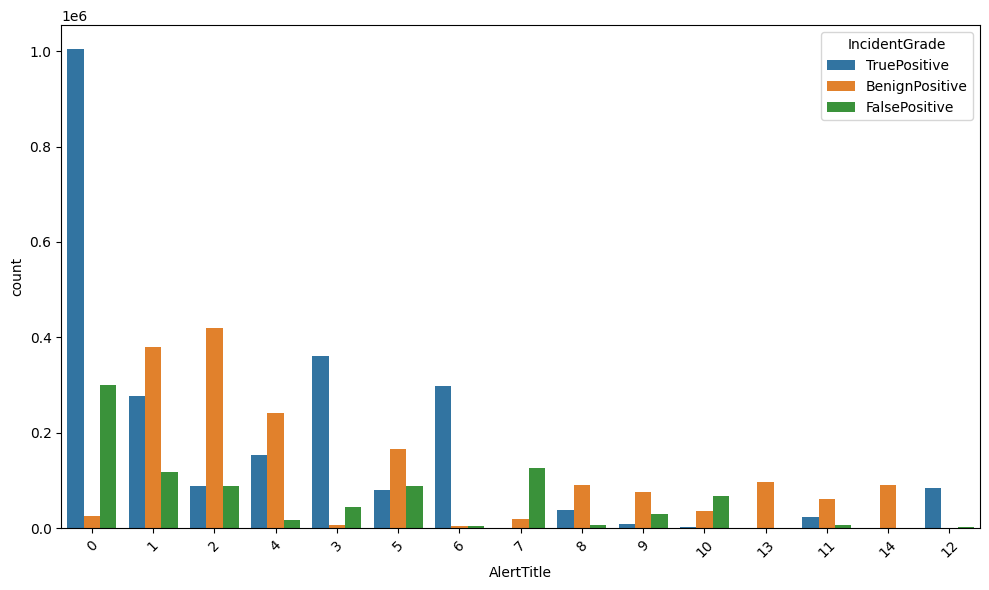 1e6
IncidentGrade
TruePositive
BenignPositive
FalsePositive
1.0
0.8
0.6
0.4
0.2
0.0
count
0 1 2 4 3 5 6 7 8 9 10 13 11 14 12
AlertTitle